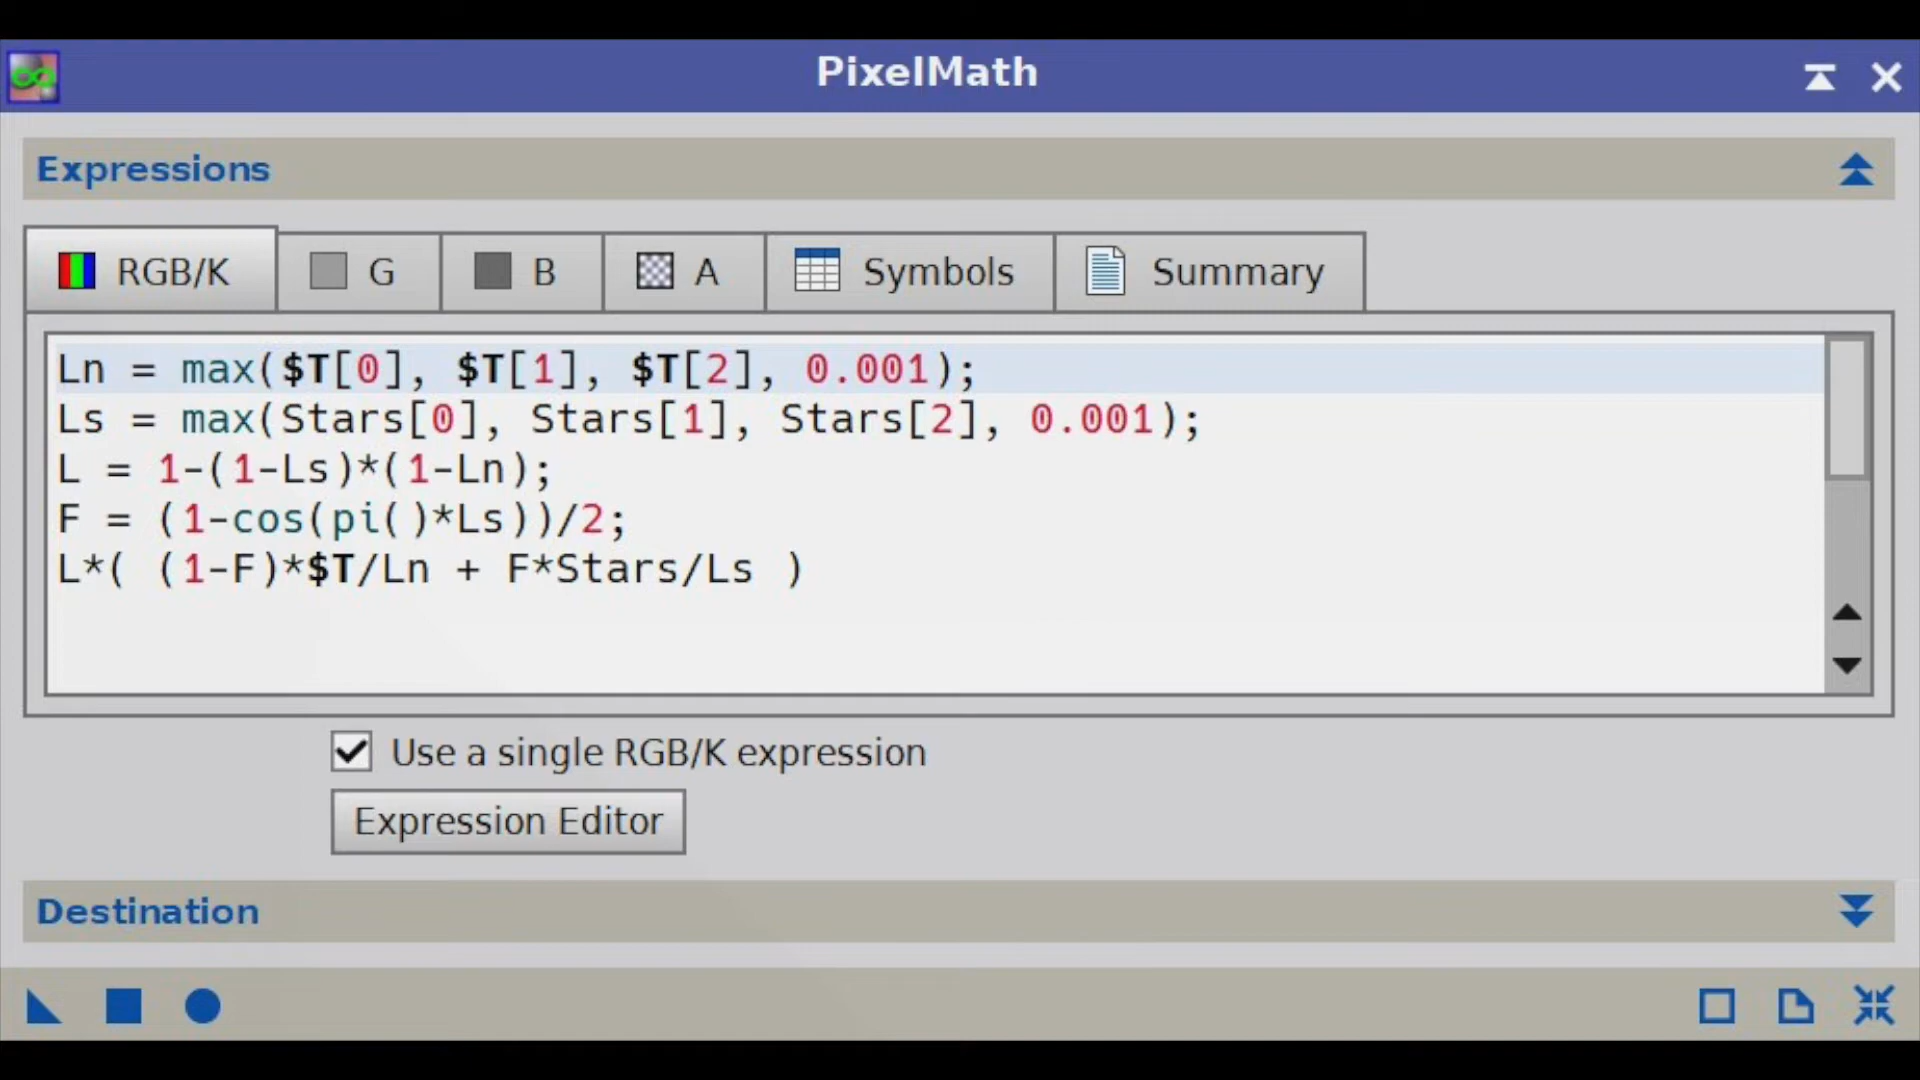 PixelMath
Expressions
RGB/K G B A Symbols Summary
Ln = max($T[0], $T[1], $T[2], 0.001);
Ls = max(Stars[0], Stars[1], Stars[2], 0.001);
L = 1-(1-Ls)*(1-Ln);
F = (1-cos(pi()*Ls))/2;
L*( (1-F)*$T/Ln + F*Stars/Ls )
Use a single RGB/K expression
Expression Editor
Destination